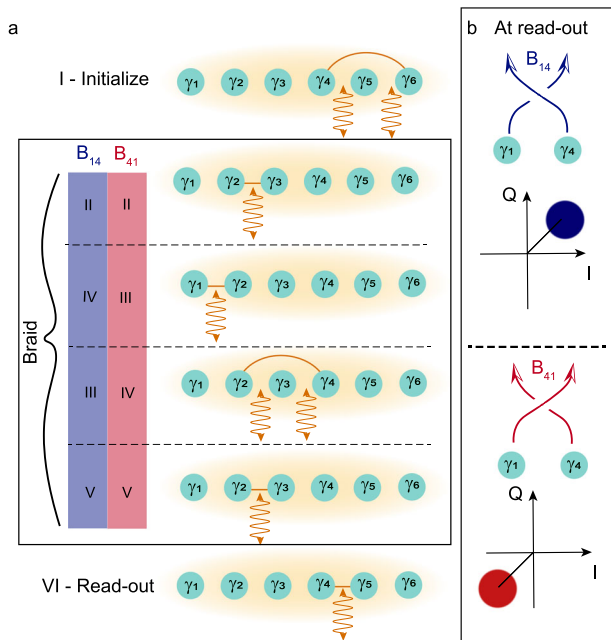 a
I - Initialize
γ1 γ2 γ3 γ4 γ5 γ6
B14 B41
II II
γ1 γ2 γ3 γ4 γ5 γ6
IV III
γ1 γ2 γ3 γ4 γ5 γ6
Braid
III IV
γ1 γ2 γ3 γ4 γ5 γ6
V V
γ1 γ2 γ3 γ4 γ5 γ6
VI - Read-out
γ1 γ2 γ3 γ4 γ5 γ6
b At read-out
B14
γ1 γ4
Q
I
B41
γ1 γ4
Q
I